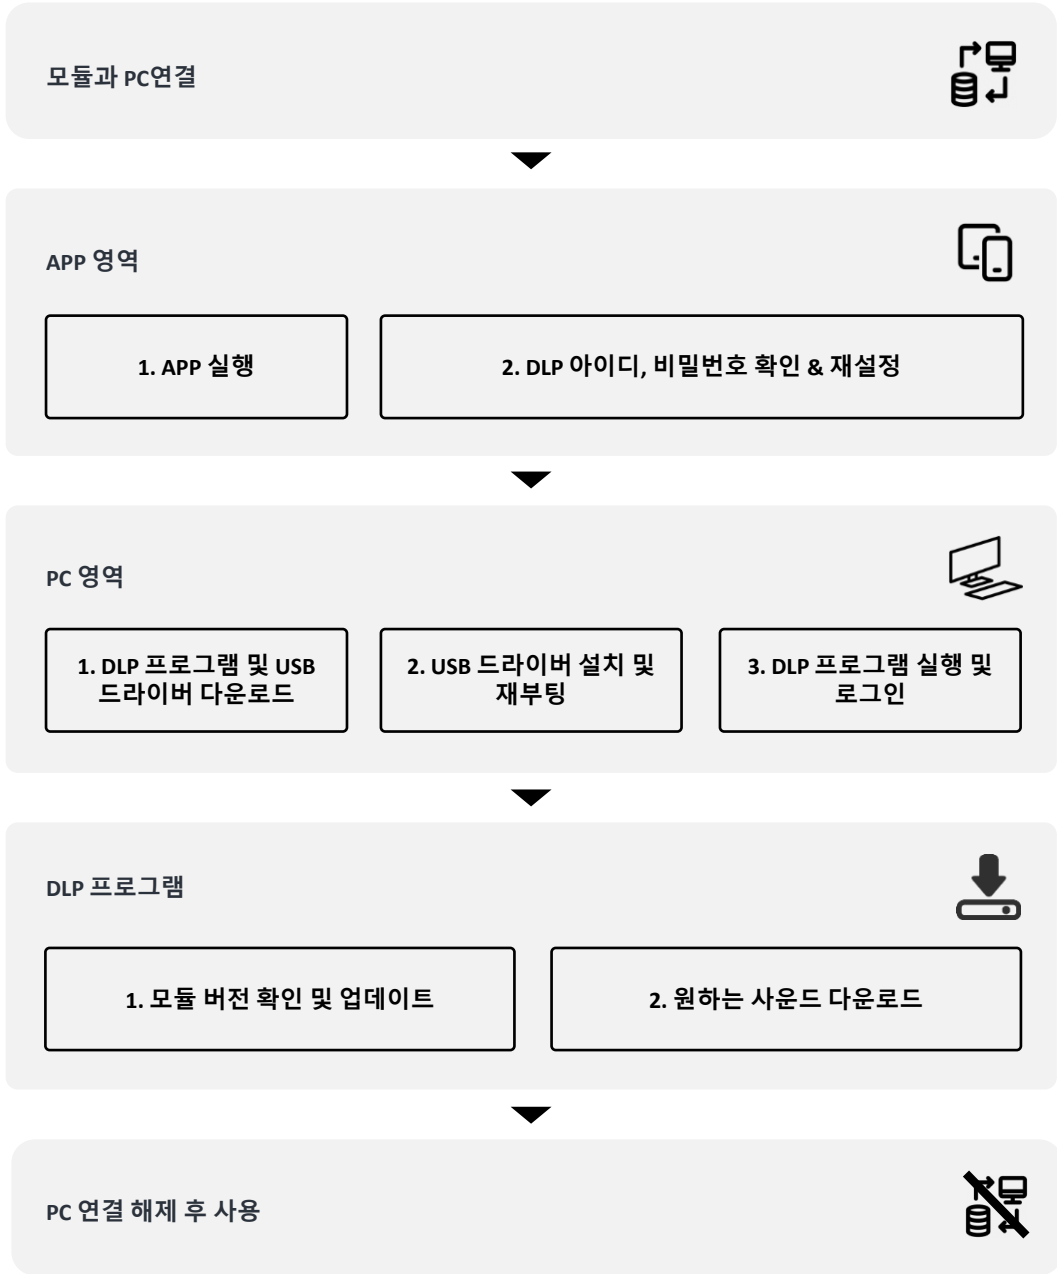 모듈과 PC연결
APP 영역
1. APP 실행
2. DLP 아이디, 비밀번호 확인 & 재설정
PC 영역
1. DLP 프로그램 및 USB
드라이버 다운로드
2. USB 드라이버 설치 및
재부팅
3. DLP 프로그램 실행 및
로그인
DLP 프로그램
1. 모듈 버전 확인 및 업데이트
2. 원하는 사운드 다운로드
PC 연결 해제 후 사용